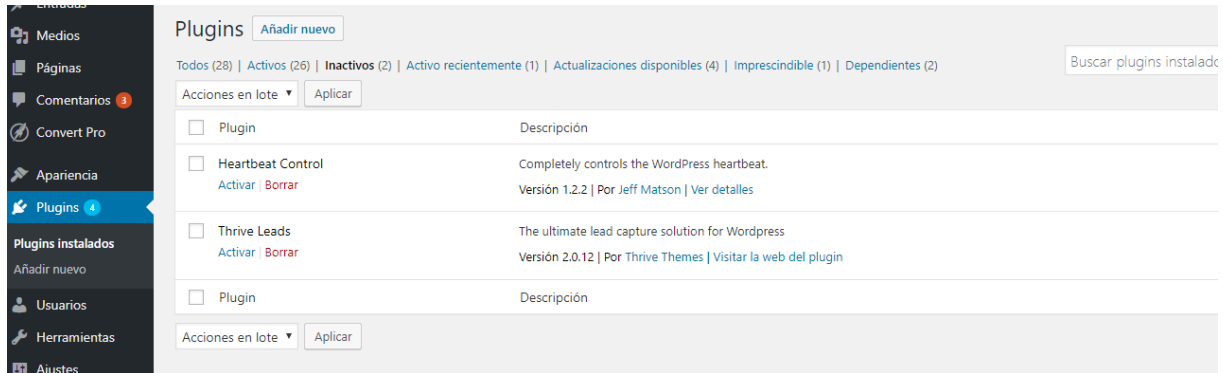 Entradas
Medios
Páginas
Comentarios 3
Convert Pro
Apariencia
Plugins 4
Plugins instalados
Añadir nuevo
Usuarios
Herramientas
Ajustes
Plugins Añadir nuevo
Todos (28) | Activos (26) | Inactivos (2) | Activo recientemente (1) | Actualizaciones disponibles (4) | Imprescindible (1) | Dependientes (2)
Buscar plugins instalado
Acciones en lote Aplicar
Plugin Descripción
Heartbeat Control Completely controls the WordPress heartbeat.
Activar | Borrar Versión 1.2.2 | Por Jeff Matson | Ver detalles
Thrive Leads The ultimate lead capture solution for Wordpress
Activar | Borrar Versión 2.0.12 | Por Thrive Themes | Visitar la web del plugin
Plugin Descripción
Acciones en lote Aplicar